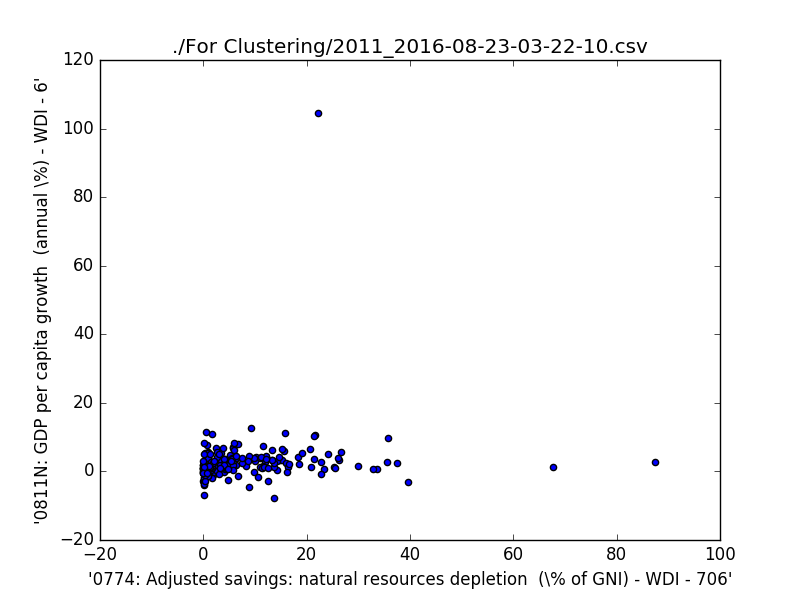 ./For Clustering/2011_2016-08-23-03-22-10.csv
120
100
80
60
40
20
0
−20
−20 0 20 40 60 80 100
'0811N: GDP per capita growth  (annual \%) - WDI - 6'
'0774: Adjusted savings: natural resources depletion  (\% of GNI) - WDI - 706'